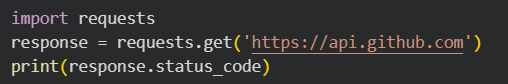 import requests
response = requests.get('https://api.github.com')
print(response.status_code)